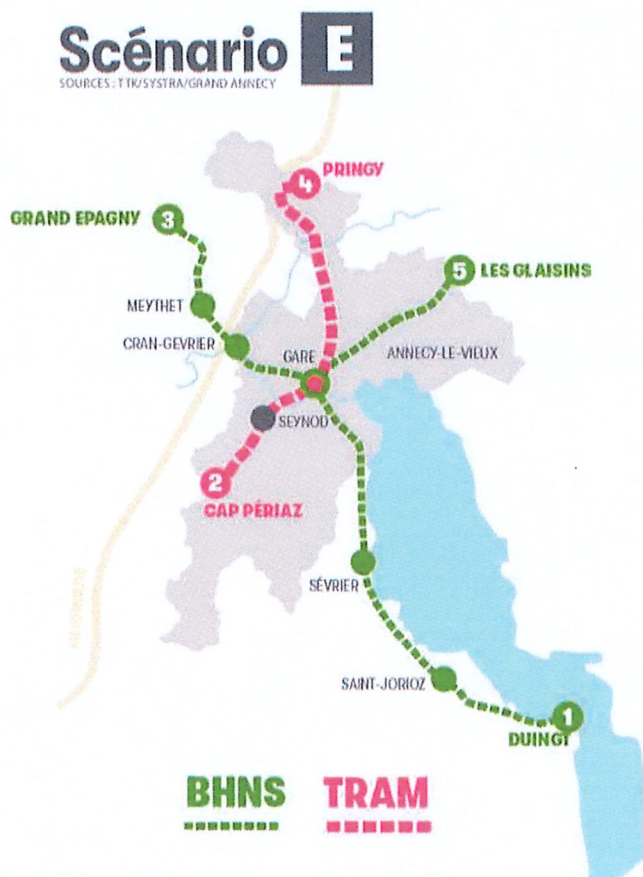 Scénario E
SOURCES : TTK/SYSTRA/GRAND ANNECY
4 PRINGY
GRAND EPAGNY 3
5 LES GLAISINS
MEYTHET
CRAN-GEVRIER
GARE
ANNECY-LE-VIEUX
SEYNOD
2
CAP PÉRIAZ
SÉVRIER
SAINT-JORIOZ
1
DUINGT
BHNS TRAM